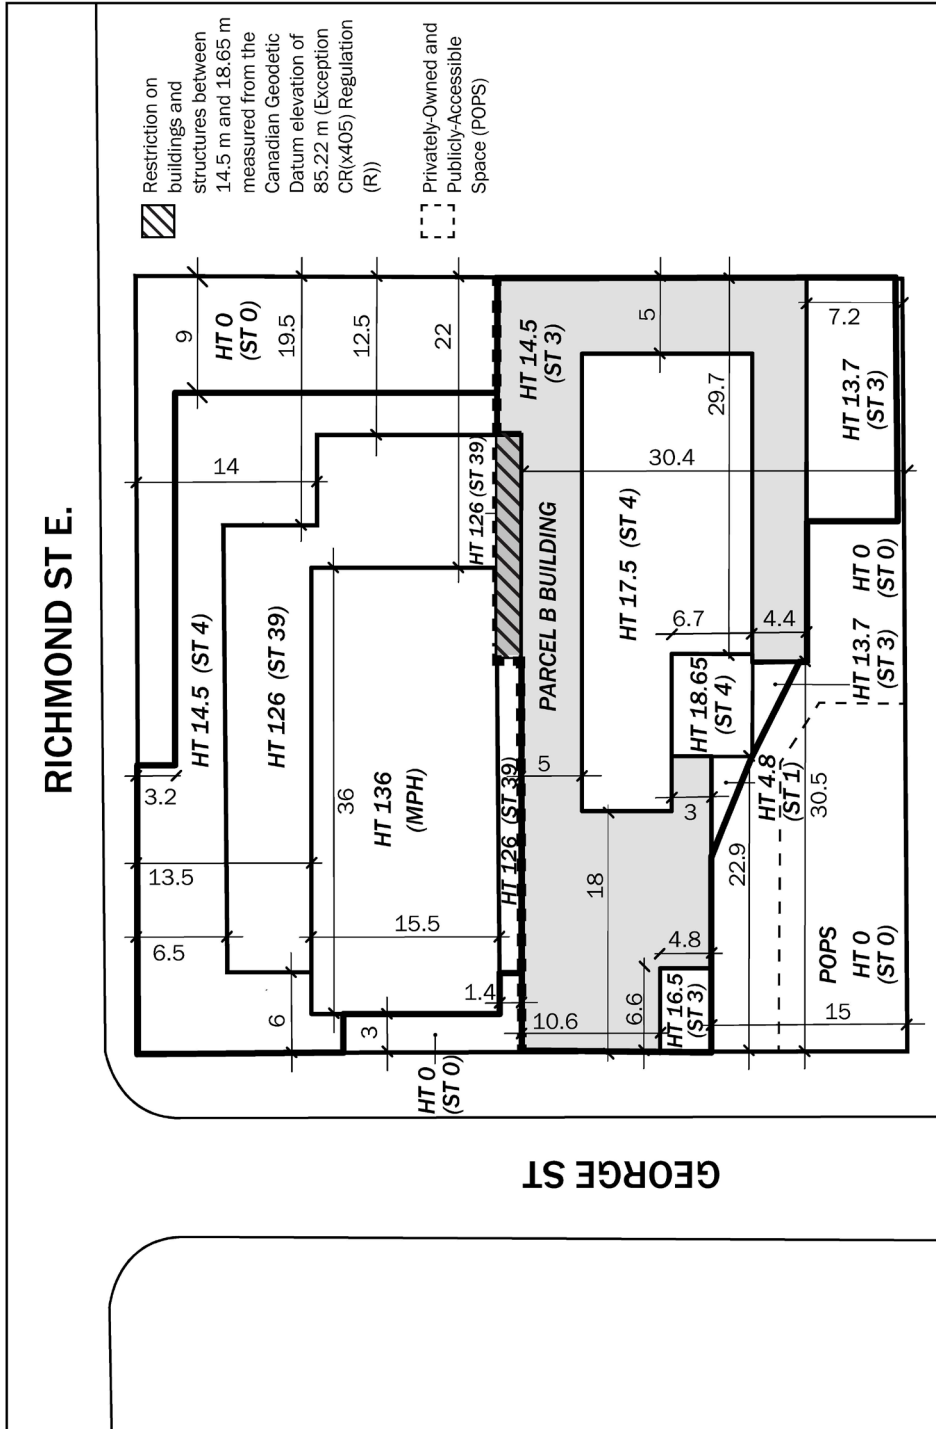 RICHMOND ST E.
GEORGE ST
Restriction on
buildings and
structures between
14.5 m and 18.65 m
measured from the
Canadian Geodetic
Datum elevation of
85.22 m (Exception
CR(x405) Regulation
(R))
Privately-Owned and
Publicly-Accessible
Space (POPS)
9
HT 0
(ST 0)
19.5
12.5
22
14
HT 14.5 (ST 4)
HT 126 (ST 39)
HT 136
(MPH)
36
3.2
13.5
6.5
15.5
6
3
1.4
HT 0
(ST 0)
HT 126 (ST 39)
HT 126 (ST 39)
HT 14.5
(ST 3)
PARCEL B BUILDING
5
29.7
30.4
7.2
HT 13.7
(ST 3)
HT 17.5 (ST 4)
6.7
4.4
HT 18.65
(ST 4)
HT 0
(ST 0)
HT 13.7
(ST 3)
5
3
HT 4.8
(ST 1)
30.5
18
22.9
4.8
6.6
HT 16.5
(ST 3)
10.6
15
POPS
HT 0
(ST 0)